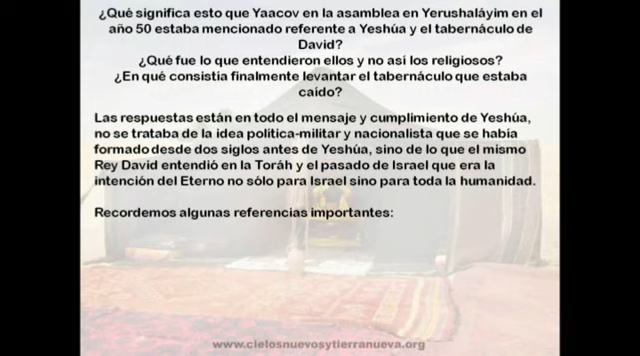 ¿Qué significa esto que Yaacov en la asamblea en Yerushaláyim en el
año 50 estaba mencionado referente a Yeshúa y el tabernáculo de
David?
¿Qué fue lo que entendieron ellos y no así los religiosos?
¿En qué consistía finalmente levantar el tabernáculo que estaba
caído?
Las respuestas están en todo el mensaje y cumplimiento de Yeshúa,
no se trataba de la idea política-militar y nacionalista que se había
formado desde dos siglos antes de Yeshúa, sino de lo que el mismo
Rey David entendió en la Toráh y el pasado de Israel que era la
intención del Eterno no sólo para Israel sino para toda la humanidad.
Recordemos algunas referencias importantes:
www.cielosnuevosytierranueva.org